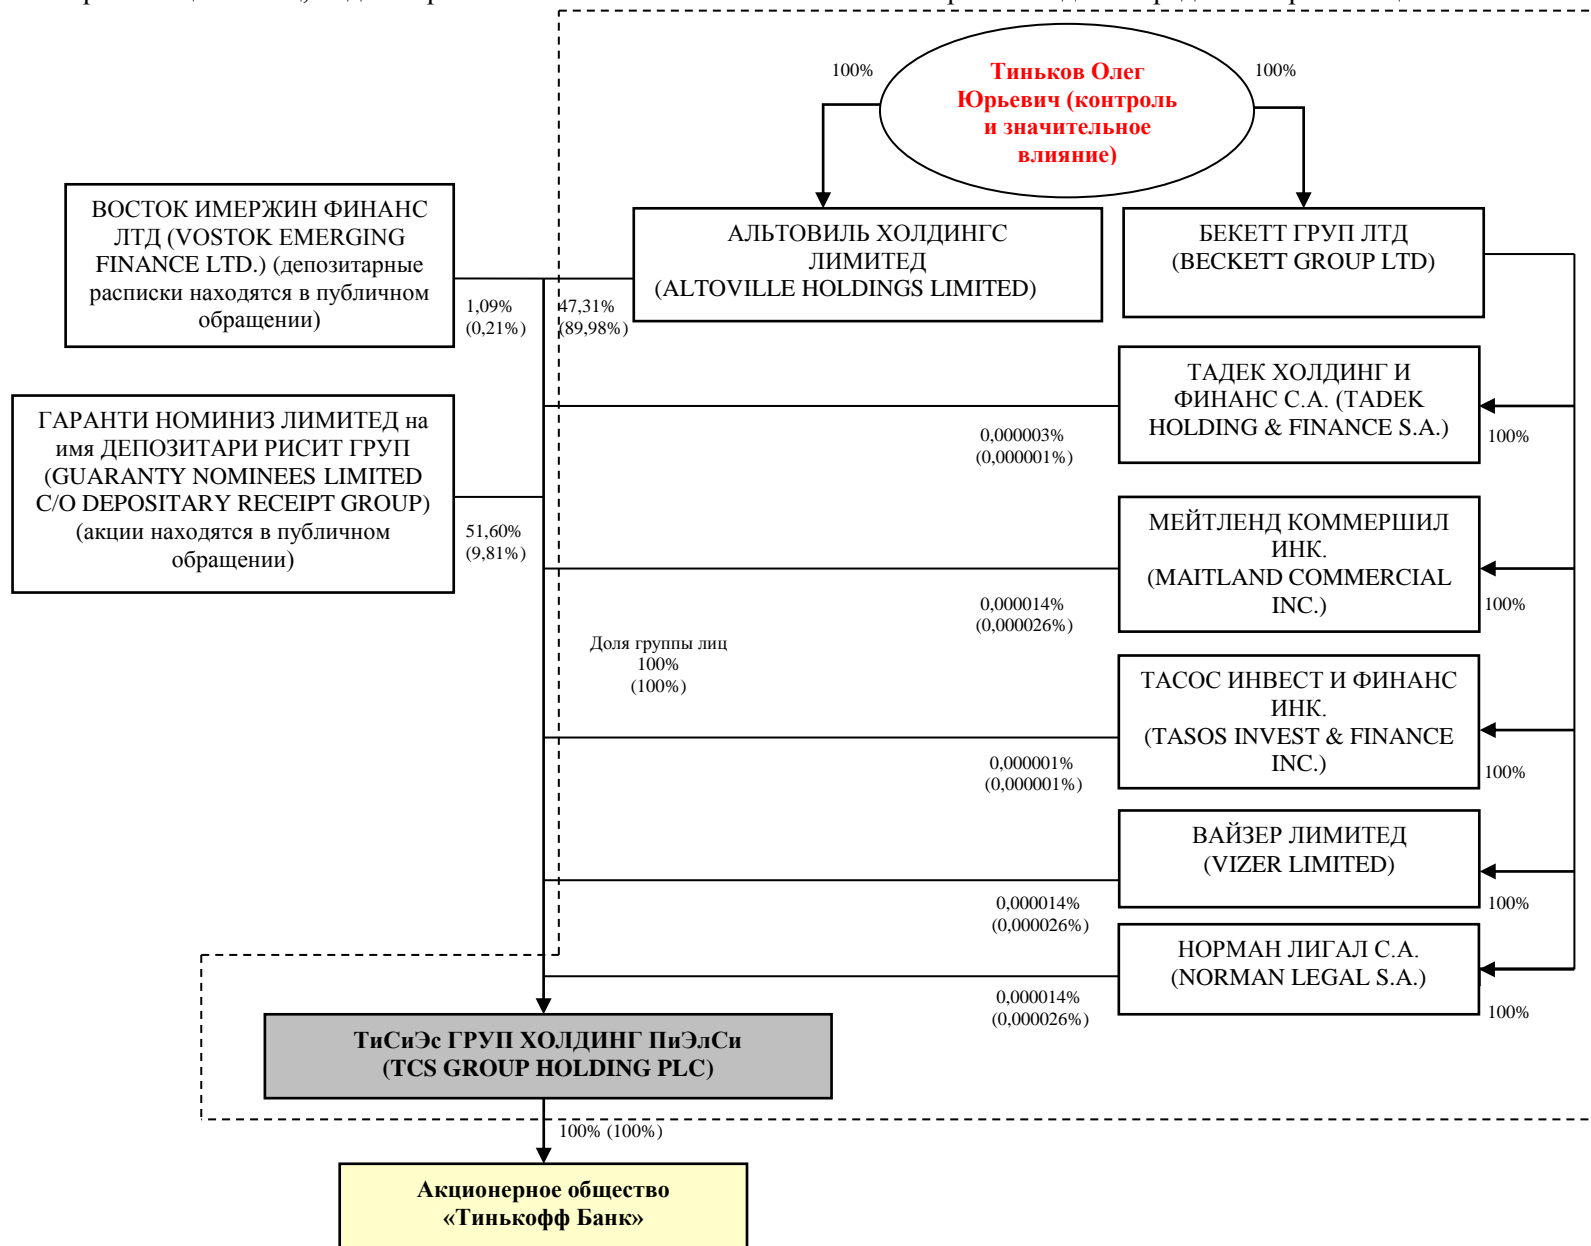 100%
Тиньков Олег
Юрьевич (контроль
и значительное
влияние)
100%
ВОСТОК ИМЕРЖИН ФИНАНС
ЛТД (VOSTOK EMERGING
FINANCE LTD.) (депозитарные
расписки находятся в публичном
обращении)
1,09%
(0,21%)
47,31%
(89,98%)
АЛЬТОВИЛЬ ХОЛДИНГС
ЛИМИТЕД
(ALTOVILLE HOLDINGS LIMITED)
БЕКЕТТ ГРУП ЛТД
(BECKETT GROUP LTD)
ГАРАНТИ НОМИНИЗ ЛИМИТЕД на
имя ДЕПОЗИТАРИ РИСИТ ГРУП
(GUARANTY NOMINEES LIMITED
C/O DEPOSITARY RECEIPT GROUP)
(акции находятся в публичном
обращении)
51,60%
(9,81%)
ТАДЕК ХОЛДИНГ И
ФИНАНС С.А. (TADEK
HOLDING & FINANCE S.A.)
100%
0,000003%
(0,000001%)
МЕЙТЛЕНД КОММЕРШИЛ
ИНК.
(MAITLAND COMMERCIAL
INC.)
100%
0,000014%
(0,000026%)
Доля группы лиц
100%
(100%)
ТАСОС ИНВЕСТ И ФИНАНС
ИНК.
(TASOS INVEST & FINANCE
INC.)
100%
0,000001%
(0,000001%)
ВАЙЗЕР ЛИМИТЕД
(VIZER LIMITED)
100%
0,000014%
(0,000026%)
НОРМАН ЛИГАЛ С.А.
(NORMAN LEGAL S.A.)
100%
0,000014%
(0,000026%)
ТиСиЭс ГРУП ХОЛДИНГ ПиЭлСи
(TCS GROUP HOLDING PLC)
100% (100%)
Акционерное общество
«Тинькофф Банк»